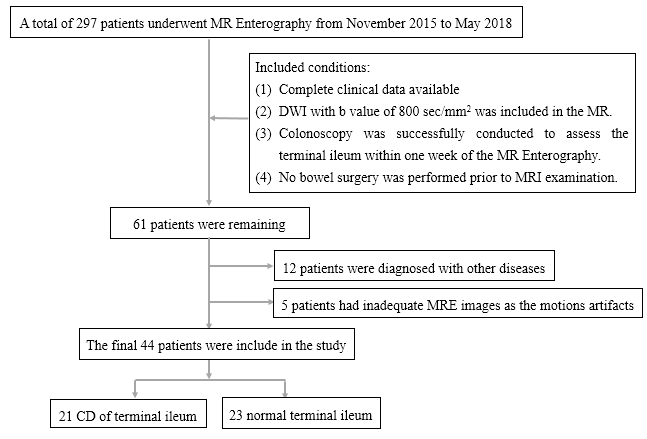 A total of 297 patients underwent MR Enterography from November 2015 to May 2018
Included conditions:
(1) Complete clinical data available
(2) DWI with b value of 800 sec/mm² was included in the MR.
(3) Colonoscopy was successfully conducted to assess the
terminal ileum within one week of the MR Enterography.
(4) No bowel surgery was performed prior to MRI examination.
61 patients were remaining
12 patients were diagnosed with other diseases
5 patients had inadequate MRE images as the motions artifacts
The final 44 patients were include in the study
21 CD of terminal ileum
23 normal terminal ileum